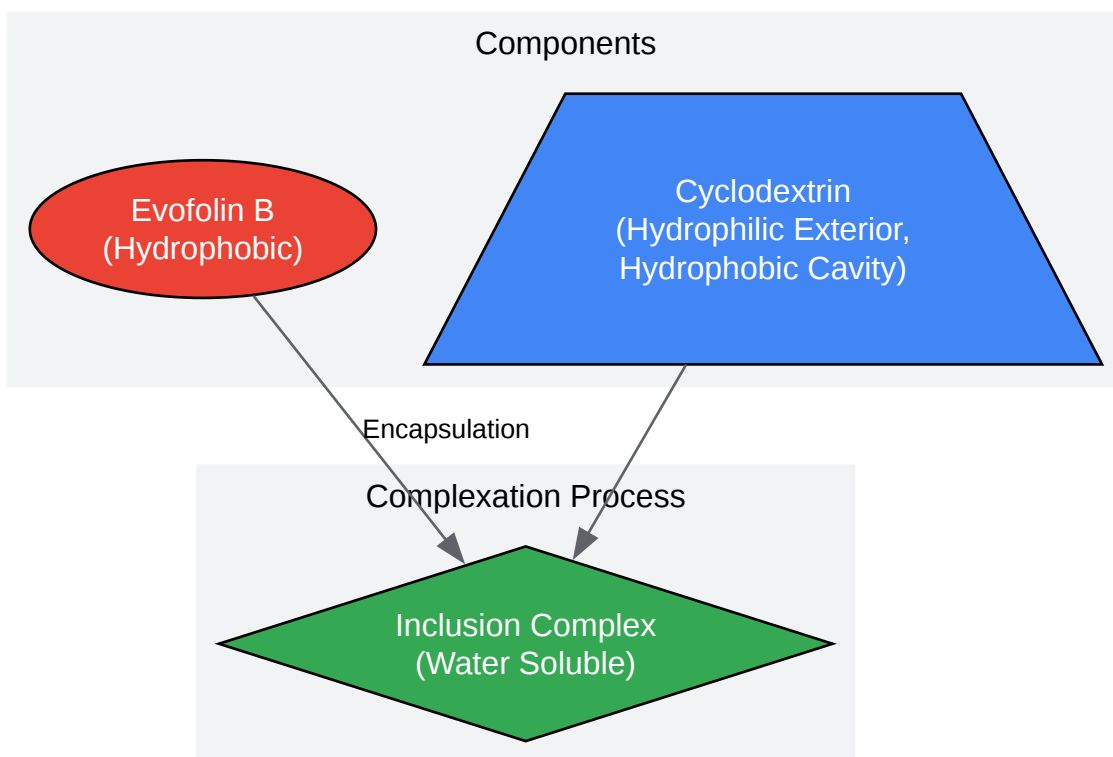 Components
Evofolin B
(Hydrophobic)
Cyclodextrin
(Hydrophilic Exterior,
Hydrophobic Cavity)
Encapsulation
Complexation Process
Inclusion Complex
(Water Soluble)